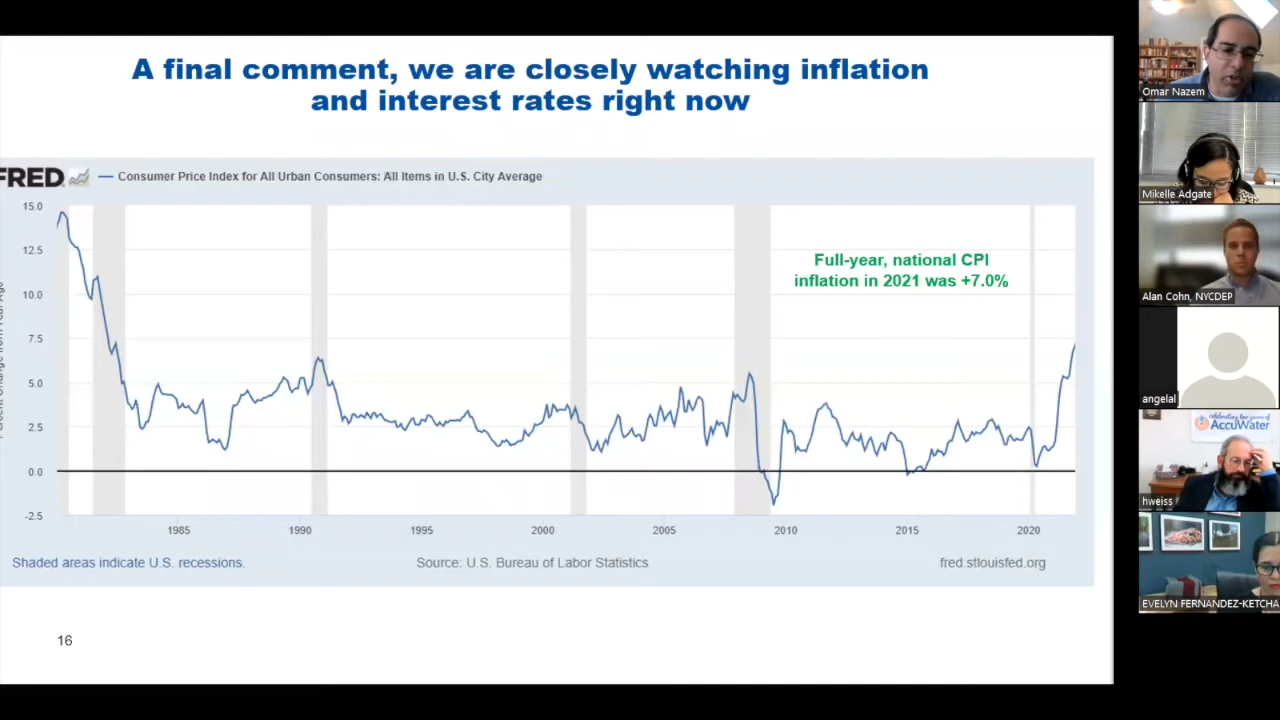 A final comment, we are closely watching inflation
and interest rates right now
FRED
Consumer Price Index for All Urban Consumers: All Items in U.S. City Average
15.0
12.5
10.0
7.5
5.0
2.5
0.0
-2.5
Full-year, national CPI
inflation in 2021 was +7.0%
1985 1990 1995 2000 2005 2010 2015 2020
Shaded areas indicate U.S. recessions. Source: U.S. Bureau of Labor Statistics fred.stlouisfed.org
16
Omar Nazem
Mikelle Adgate
Alan Cohn, NYCDEP
angelal
AccuWater
hweiss
EVELYN FERNANDEZ-KETCHA